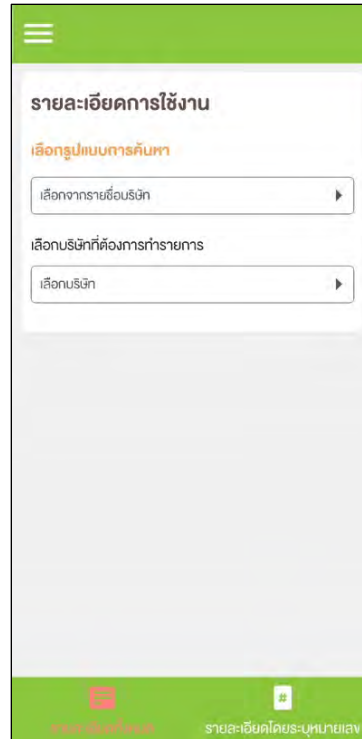 รายละเอียดการใช้งาน
เลือกรูปแบบการค้นหา
เลือกจากรายชื่อบริษัท
เลือกบริษัทที่ต้องการทำรายการ
เลือกบริษัท
#
รายละเอียดโดยระบุหมายเลข